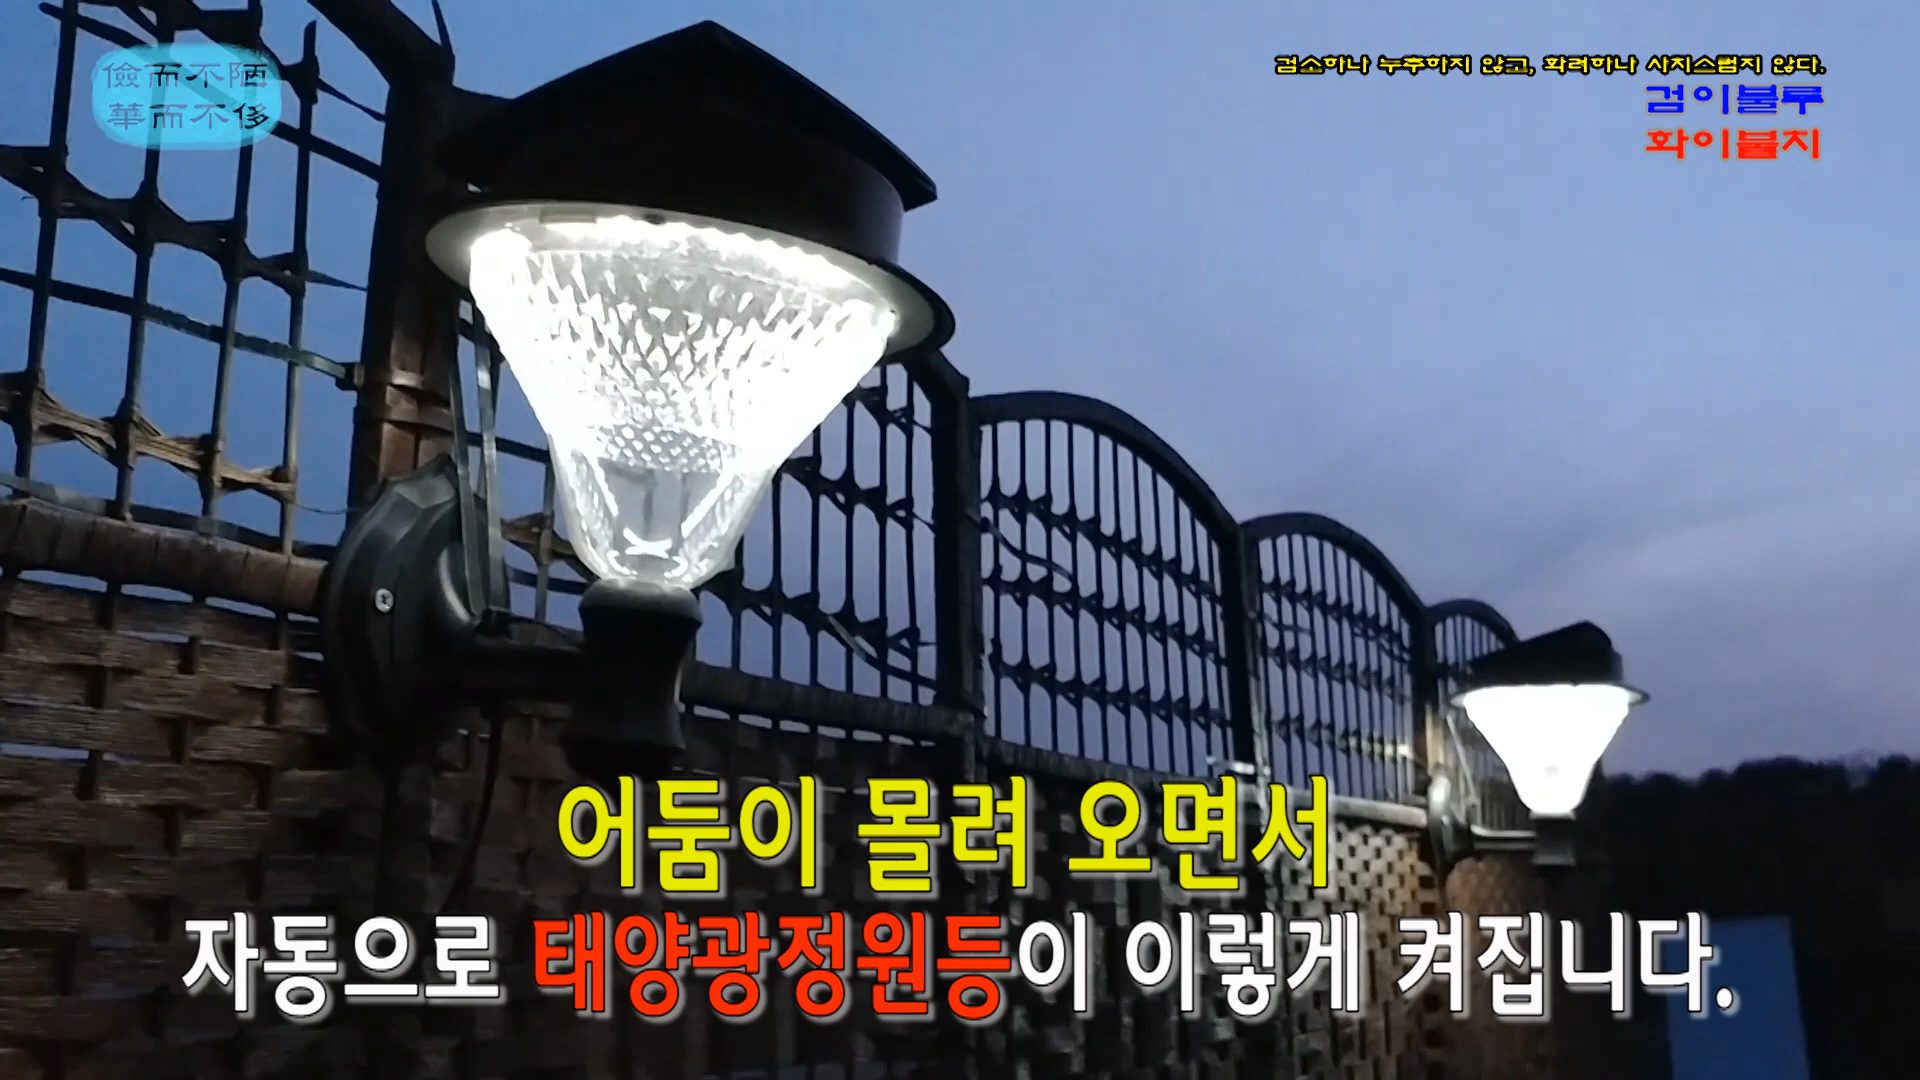 儉而不陋
華而不侈
검소하나 누추하지 않고, 화려하나 사치스럽지 않다.
검이불루
화이불치
어둠이 몰려 오면서
자동으로 태양광정원등이 이렇게 켜집니다.